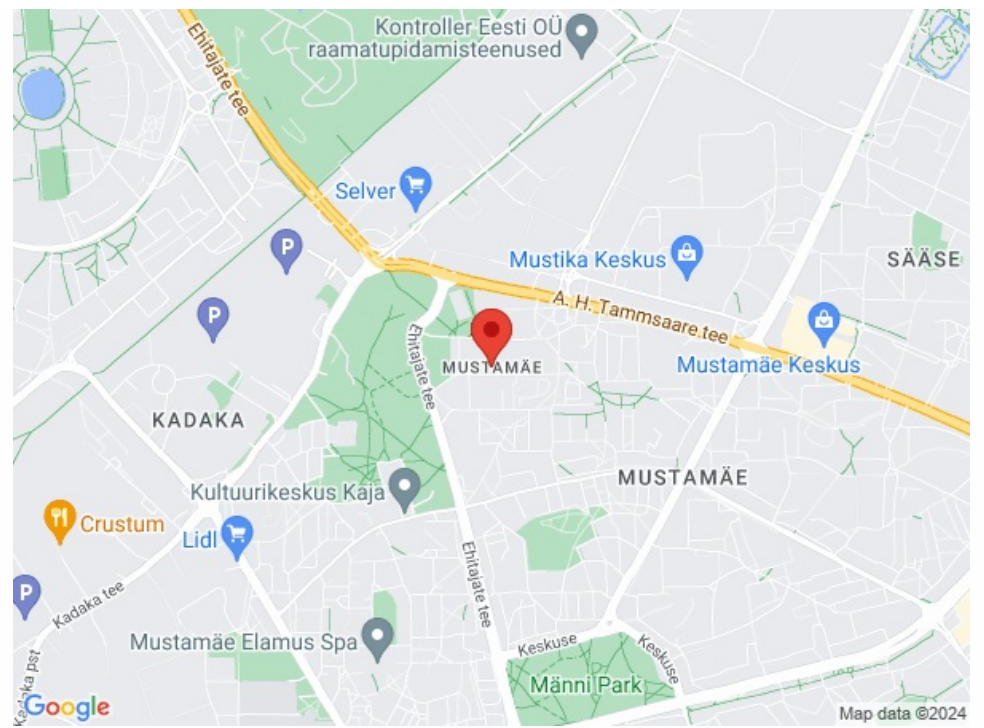 Kontroller Eesti OÜ
raamatupidamisteenused
Ehitajate tee
Selver
P
Mustika Keskus
SÄÄSE
P
A. H. Tammsaare tee
Ehitajate tee
MUSTAMÄE
Mustamäe Keskus
KADAKA
MUSTAMÄE
Kultuurikeskus Kaja
Crustum
Lidl
Ehitajate tee
P
Kadaka tee
Mustamäe Elamus Spa
Keskuse
Keskuse
Männi Park
Google
Map data ©2024